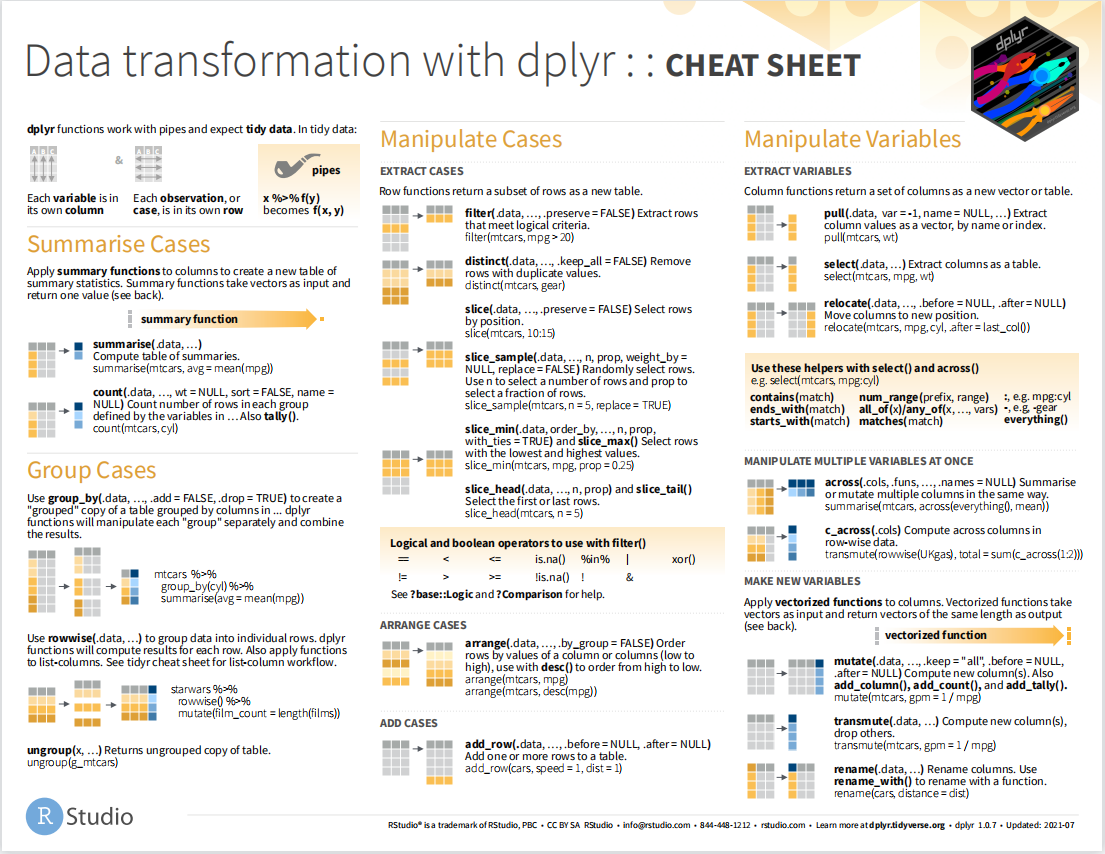 Data transformation with dplyr : : CHEAT SHEET
dplyr
dplyr functions work with pipes and expect tidy data. In tidy data:
A B C
&
A B C
pipes
Each variable is in
its own column
Each observation, or
case, is in its own row
x %>% f(y)
becomes f(x, y)
Summarise Cases
Apply summary functions to columns to create a new table of
summary statistics. Summary functions take vectors as input and
return one value (see back).
summary function
summarise(.data, …)
Compute table of summaries.
summarise(mtcars, avg = mean(mpg))
count(.data, …, wt = NULL, sort = FALSE, name =
NULL) Count number of rows in each group
defined by the variables in … Also tally().
count(mtcars, cyl)
Group Cases
Use group_by(.data, …, .add = FALSE, .drop = TRUE) to create a
"grouped" copy of a table grouped by columns in ... dplyr
functions will manipulate each "group" separately and combine
the results.
mtcars %>%
group_by(cyl) %>%
summarise(avg = mean(mpg))
Use rowwise(.data, …) to group data into individual rows. dplyr
functions will compute results for each row. Also apply functions
to list-columns. See tidyr cheat sheet for list-column workflow.
starwars %>%
rowwise() %>%
mutate(film_count = length(films))
ungroup(x, …) Returns ungrouped copy of table.
ungroup(g_mtcars)
Manipulate Cases
EXTRACT CASES
Row functions return a subset of rows as a new table.
filter(.data, …, .preserve = FALSE) Extract rows
that meet logical criteria.
filter(mtcars, mpg > 20)
distinct(.data, …, .keep_all = FALSE) Remove
rows with duplicate values.
distinct(mtcars, gear)
slice(.data, …, .preserve = FALSE) Select rows
by position.
slice(mtcars, 10:15)
slice_sample(.data, …, n, prop, weight_by =
NULL, replace = FALSE) Randomly select rows.
Use n to select a number of rows and prop to
select a fraction of rows.
slice_sample(mtcars, n = 5, replace = TRUE)
slice_min(.data, order_by, …, n, prop,
with_ties = TRUE) and slice_max() Select rows
with the lowest and highest values.
slice_min(mtcars, mpg, prop = 0.25)
slice_head(.data, …, n, prop) and slice_tail()
Select the first or last rows.
slice_head(mtcars, n = 5)
Logical and boolean operators to use with filter()
== < <= is.na() %in% | xor()
!= > >= !is.na() ! &
See ?base::Logic and ?Comparison for help.
ARRANGE CASES
arrange(.data, …, .by_group = FALSE) Order
rows by values of a column or columns (low to
high), use with desc() to order from high to low.
arrange(mtcars, mpg)
arrange(mtcars, desc(mpg))
ADD CASES
add_row(.data, …, .before = NULL, .after = NULL)
Add one or more rows to a table.
add_row(cars, speed = 1, dist = 1)
Manipulate Variables
EXTRACT VARIABLES
Column functions return a set of columns as a new vector or table.
pull(.data, var = -1, name = NULL, …) Extract
column values as a vector, by name or index.
pull(mtcars, wt)
select(.data, …) Extract columns as a table.
select(mtcars, mpg, wt)
relocate(.data, …, .before = NULL, .after = NULL)
Move columns to new position.
relocate(mtcars, mpg, cyl, .after = last_col())
Use these helpers with select() and across()
e.g. select(mtcars, mpg:cyl)
contains(match) num_range(prefix, range) :, e.g. mpg:cyl
ends_with(match) all_of(x)/any_of(x, …, vars) -, e.g, -gear
starts_with(match) matches(match) everything()
MANIPULATE MULTIPLE VARIABLES AT ONCE
across(.cols, .funs, …, .names = NULL) Summarise
or mutate multiple columns in the same way.
summarise(mtcars, across(everything(), mean))
c_across(.cols) Compute across columns in
row-wise data.
transmute(rowwise(UKgas), total = sum(c_across(1:2)))
MAKE NEW VARIABLES
Apply vectorized functions to columns. Vectorized functions take
vectors as input and return vectors of the same length as output
(see back).
vectorized function
mutate(.data, …, .keep = "all", .before = NULL,
.after = NULL) Compute new column(s). Also
add_column(), add_count(), and add_tally().
mutate(mtcars, gpm = 1 / mpg)
transmute(.data, …) Compute new column(s),
drop others.
transmute(mtcars, gpm = 1 / mpg)
rename(.data, …) Rename columns. Use
rename_with() to rename with a function.
rename(cars, distance = dist)
R Studio
RStudio® is a trademark of RStudio, PBC • CC BY SA RStudio • info@rstudio.com • 844-448-1212 • rstudio.com • Learn more at dplyr.tidyverse.org • dplyr 1.0.7 • Updated: 2021-07